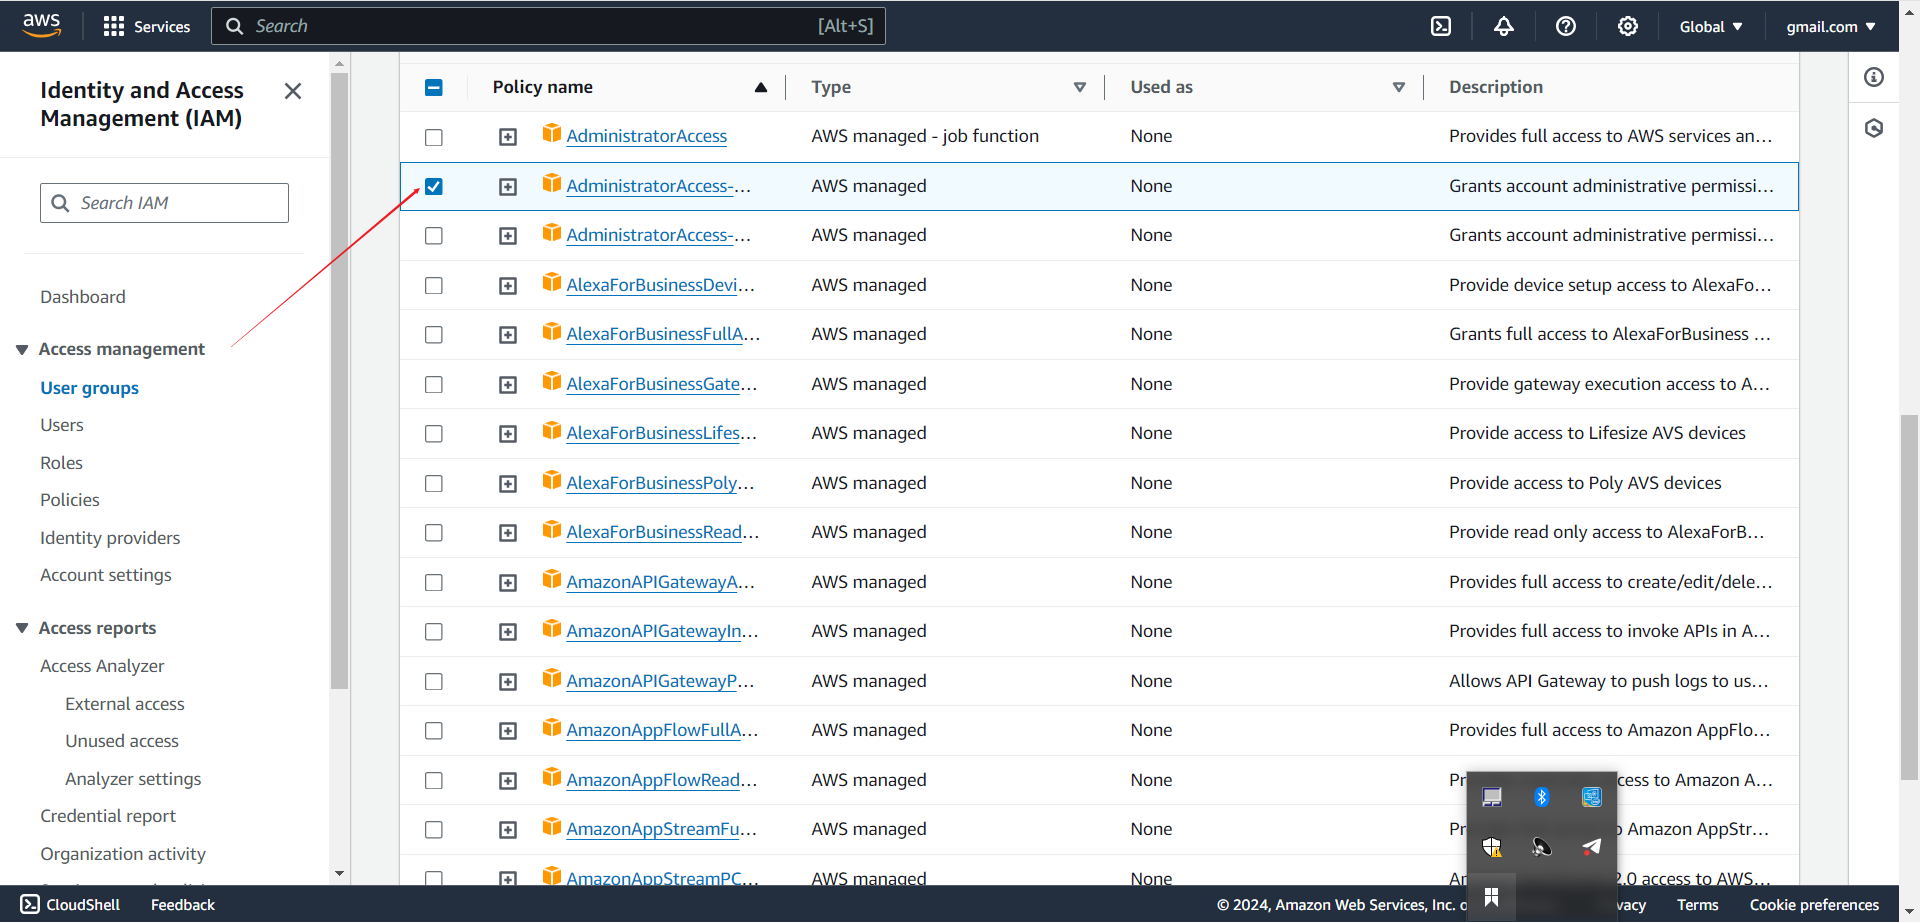 aws
Services
Search
[Alt+S]
Global
gmail.com
Identity and Access
Management (IAM)
Search IAM
Dashboard
Access management
User groups
Users
Roles
Policies
Identity providers
Account settings
Access reports
Access Analyzer
External access
Unused access
Analyzer settings
Credential report
Organization activity
Policy name Type Used as Description
AdministratorAccess AWS managed - job function None Provides full access to AWS services an...
AdministratorAccess-... AWS managed None Grants account administrative permissi...
AdministratorAccess-... AWS managed None Grants account administrative permissi...
AlexaForBusinessDevi... AWS managed None Provide device setup access to AlexaFo...
AlexaForBusinessFullA... AWS managed None Grants full access to AlexaForBusiness ...
AlexaForBusinessGate... AWS managed None Provide gateway execution access to A...
AlexaForBusinessLifes... AWS managed None Provide access to Lifesize AVS devices
AlexaForBusinessPoly... AWS managed None Provide access to Poly AVS devices
AlexaForBusinessRead... AWS managed None Provide read only access to AlexaForB...
AmazonAPIGatewayA... AWS managed None Provides full access to create/edit/dele...
AmazonAPIGatewayIn... AWS managed None Provides full access to invoke APIs in A...
AmazonAPIGatewayP... AWS managed None Allows API Gateway to push logs to us...
AmazonAppFlowFullA... AWS managed None Provides full access to Amazon AppFlo...
AmazonAppFlowRead... AWS managed None Pr cess to Amazon A...
AmazonAppStreamFu... AWS managed None Pr o Amazon AppStr...
AmazonAppStreamPC... AWS managed None 2.0 access to AWS...
CloudShell
Feedback
© 2024, Amazon Web Services, Inc. o
vacy
Terms
Cookie preferences